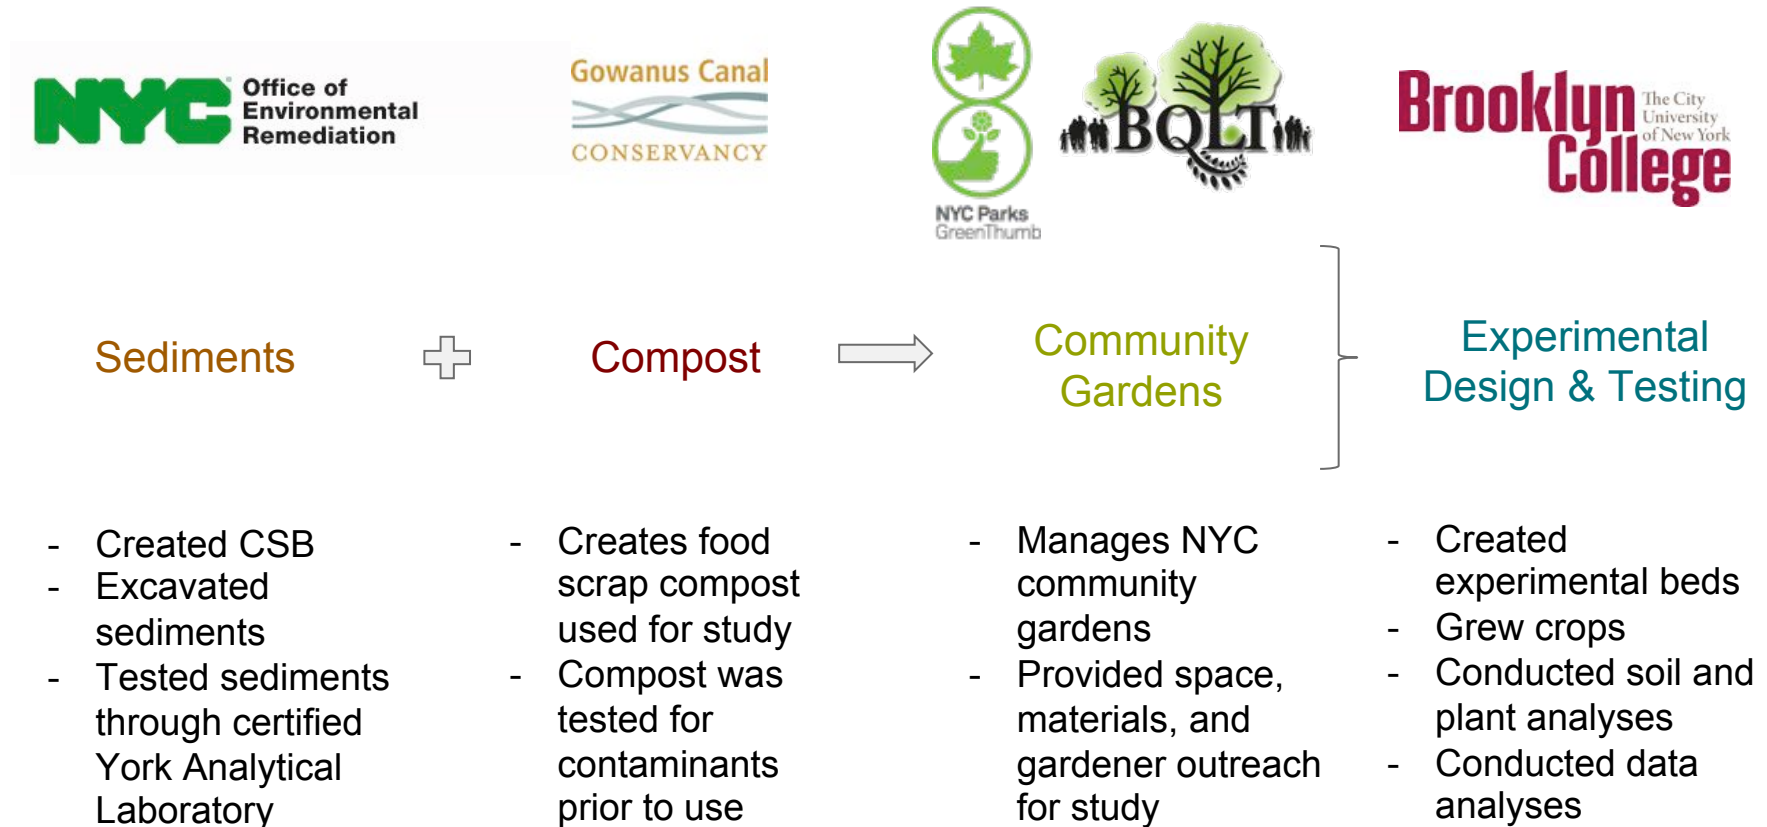 NYC Office of
Environmental
Remediation
Gowanus Canal
CONSERVANCY
NYC Parks
GreenThumb
BQLT
Brooklyn
College
The City
University
of New York
Sediments
Compost
Community
Gardens
Experimental
Design & Testing
- Created CSB
- Excavated
sediments
- Tested sediments
through certified
York Analytical
Laboratory
- Creates food
scrap compost
used for study
- Compost was
tested for
contaminants
prior to use
- Manages NYC
community
gardens
- Provided space,
materials, and
gardener outreach
for study
- Created
experimental beds
- Grew crops
- Conducted soil and
plant analyses
- Conducted data
analyses